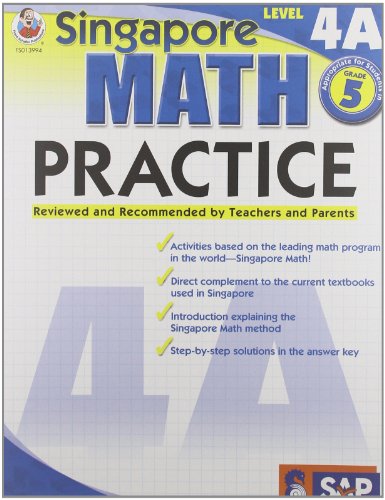 LEVEL 4A
Singapore
MATH
PRACTICE
Appropriate for Students
GRADE
5
TSG13994
Reviewed and Recommended by Teachers and Parents
Activities based on the leading math program
in the world—Singapore Math!
Direct complement to the current textbooks
used in Singapore
Introduction explaining the
Singapore Math method
Step-by-step solutions in the answer key
4A
SAP